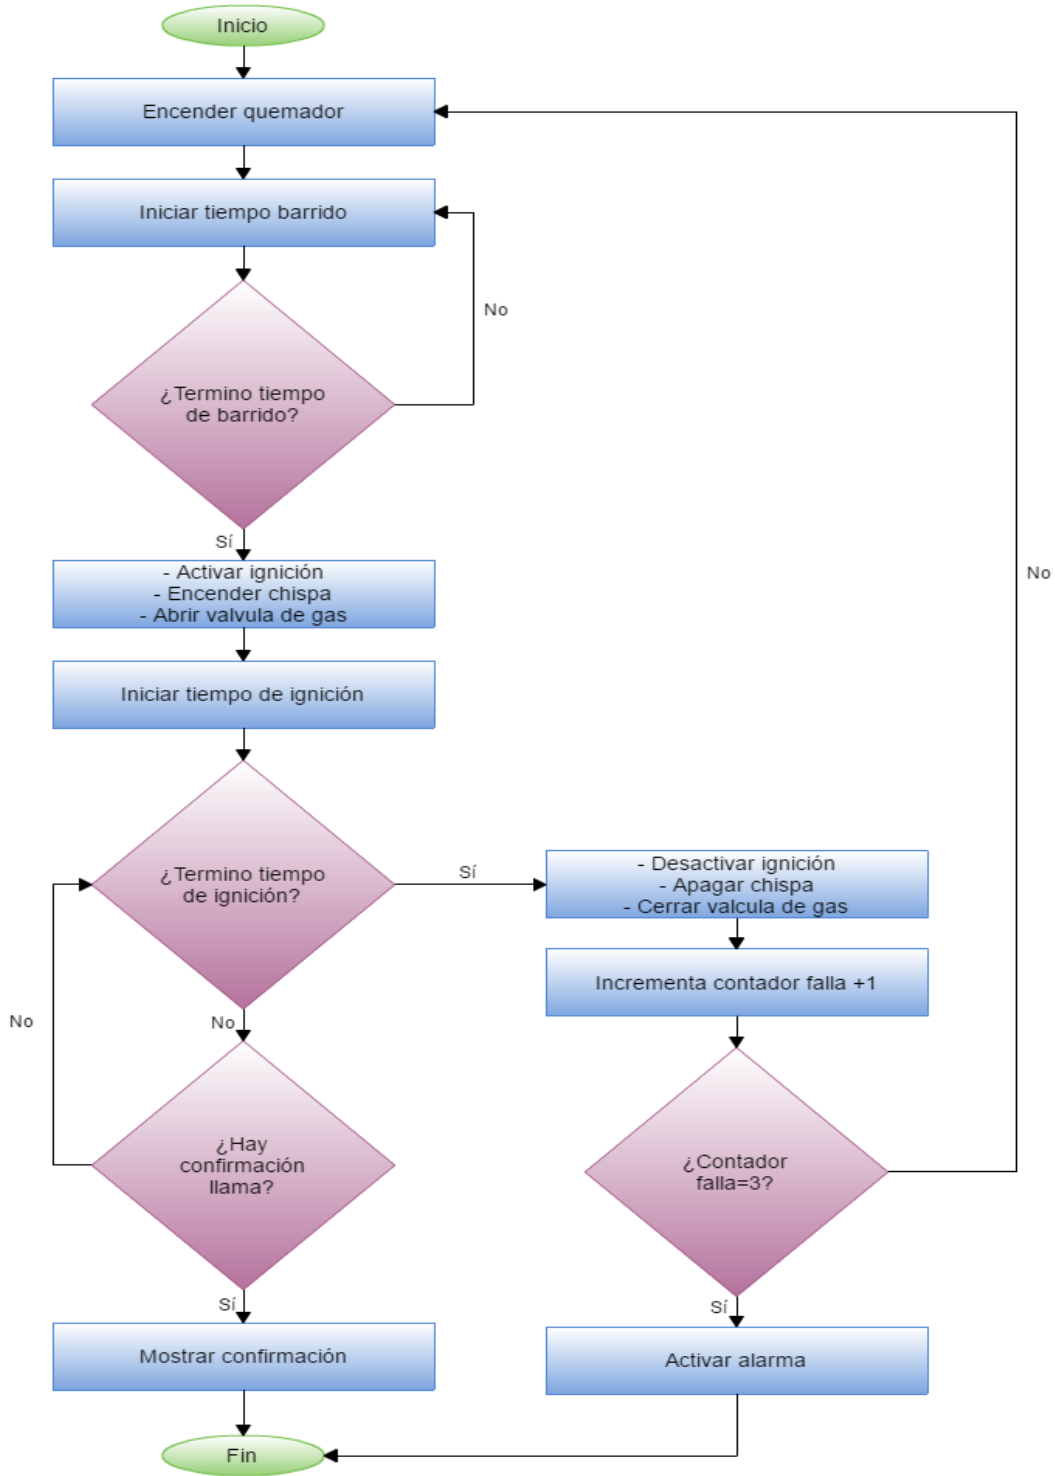 Inicio
Encender quemador
Iniciar tiempo barrido
No
¿Termino tiempo
de barrido?
Sí
- Activar ignición
- Encender chispa
- Abrir valvula de gas
Iniciar tiempo de ignición
¿Termino tiempo
de ignición?
Sí
- Desactivar ignición
- Apagar chispa
- Cerrar valcula de gas
Incrementa contador falla +1
No
No
¿Hay
confirmación
llama?
¿Contador
falla=3?
No
Sí
Sí
Mostrar confirmación
Activar alarma
Fin